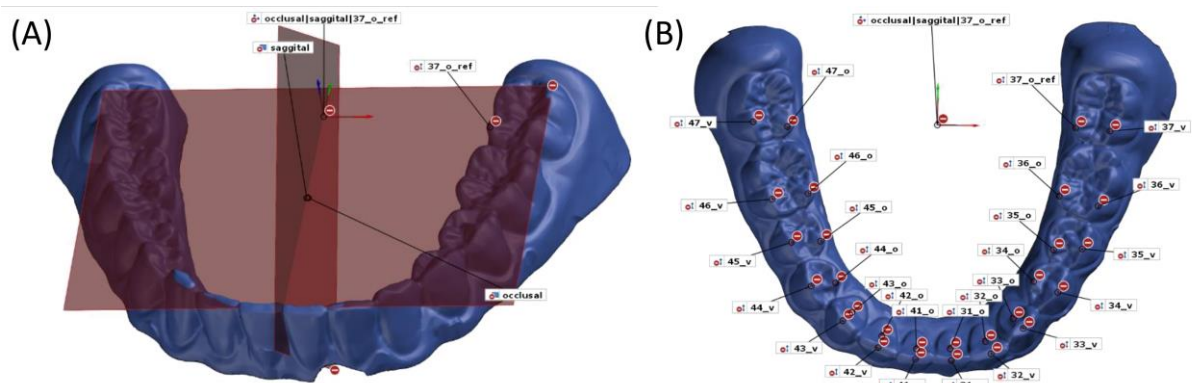 (A)
occlusal|saggital|37_o_ref
saggital
37_o_ref
occlusal
(B)
occlusal|saggital|37_o_ref
47_o
37_o_ref
47_v
37_v
46_o
36_o
46_v
36_v
45_o
35_o
45_v
35_v
44_o
34_o
44_v
34_v
43_o
33_o
42_o
32_o
41_o
31_o
43_v
33_v
42_v
32_v